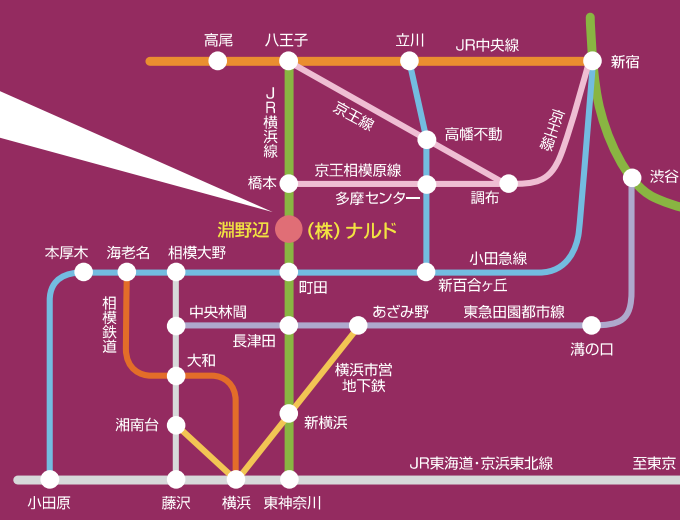 高尾
八王子
立川
JR中央線
新宿
JR横浜線
京王線
京王線
高幡不動
渋谷
橋本
京王相模原線
多摩センター
調布
淵野辺
(株)ナルド
本厚木
海老名
相模大野
小田急線
町田
新百合ヶ丘
相模鉄道
中央林間
長津田
あざみ野
東急田園都市線
溝の口
大和
横浜市営
地下鉄
湘南台
新横浜
JR東海道・京浜東北線
至東京
小田原
藤沢
横浜
東神奈川